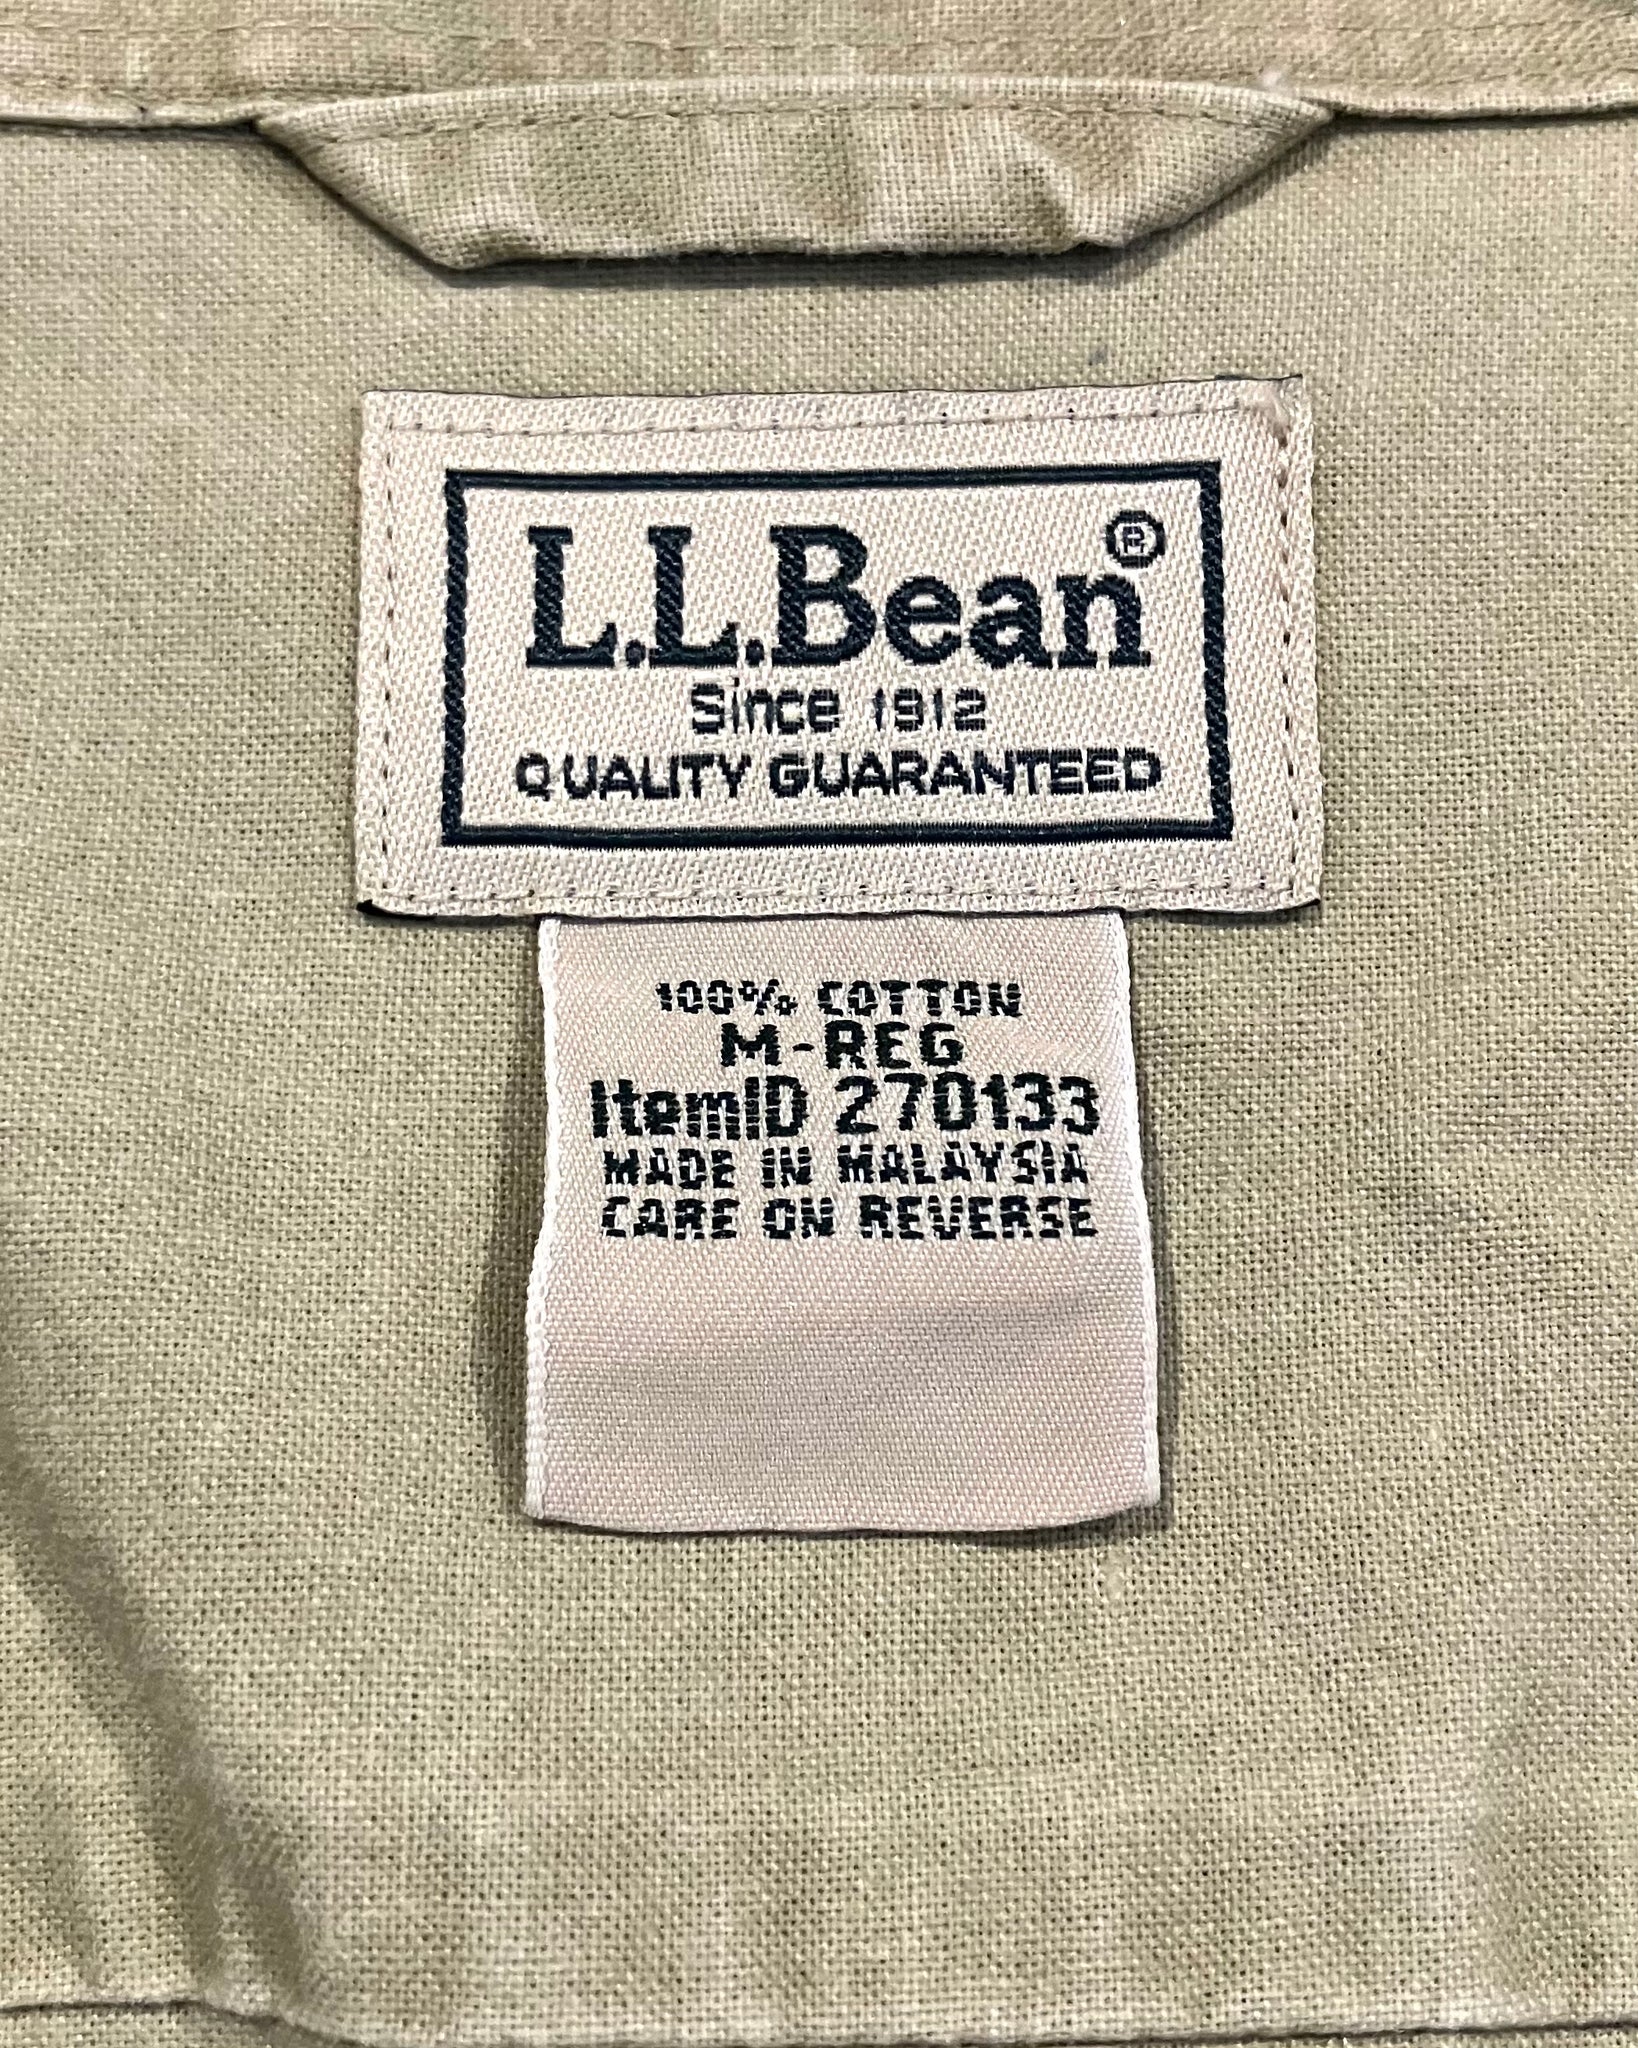 L.L.Bean®
Since 1912
QUALITY GUARANTEED
100% COTTON
M-REG
ItemID 270133
MADE IN MALAYSIA
CARE ON REVERSE